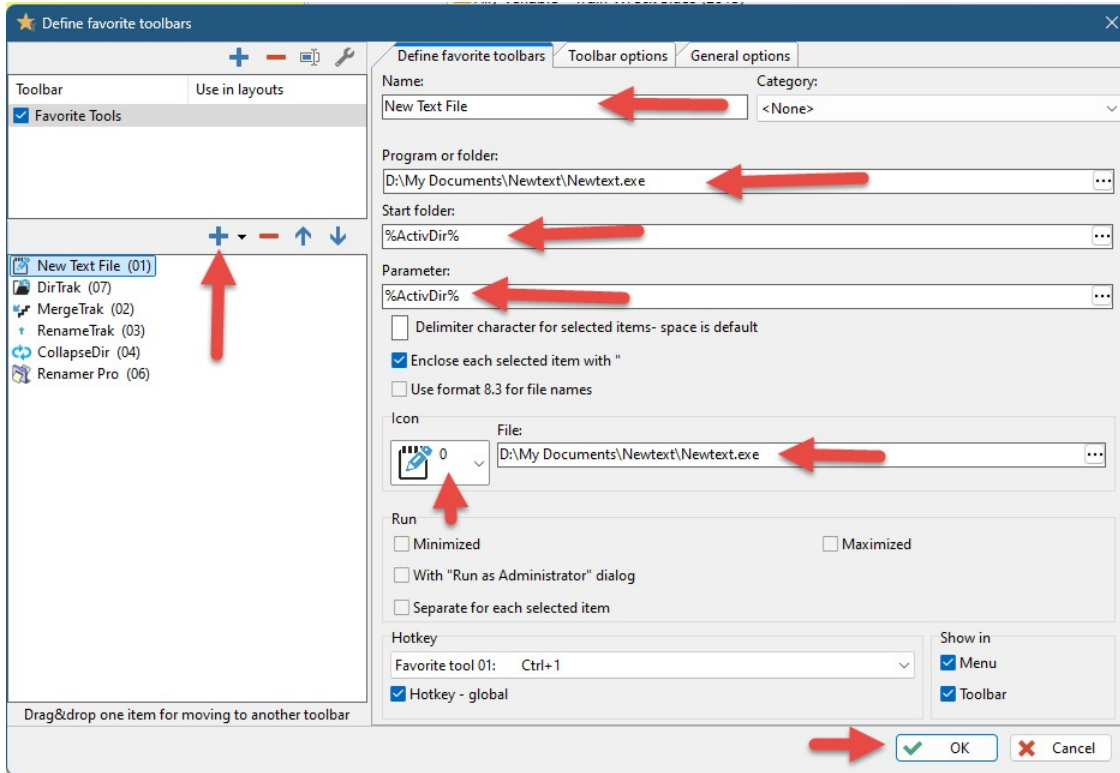 Define favorite toolbars
Toolbar
Use in layouts
Favorite Tools
New Text File (01)
DirTrak (07)
MergeTrak (02)
RenameTrak (03)
CollapseDir (04)
Renamer Pro (06)
Drag&drop one item for moving to another toolbar
Define favorite toolbars
Toolbar options
General options
Name:
Category:
New Text File
<None>
Program or folder:
D:\My Documents\Newtext\Newtext.exe
Start folder:
%ActivDir%
Parameter:
%ActivDir%
Delimiter character for selected items- space is default
Enclose each selected item with "
Use format 8.3 for file names
Icon
File:
0
D:\My Documents\Newtext\Newtext.exe
Run
Minimized
Maximized
With "Run as Administrator" dialog
Separate for each selected item
Hotkey
Favorite tool 01: Ctrl+1
Hotkey - global
Show in
Menu
Toolbar
OK
Cancel